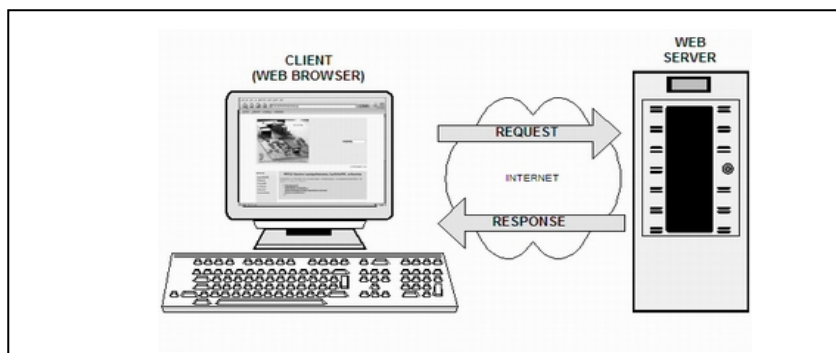 CLIENT
(WEB BROWSER)
WEB
SERVER
REQUEST
INTERNET
RESPONSE